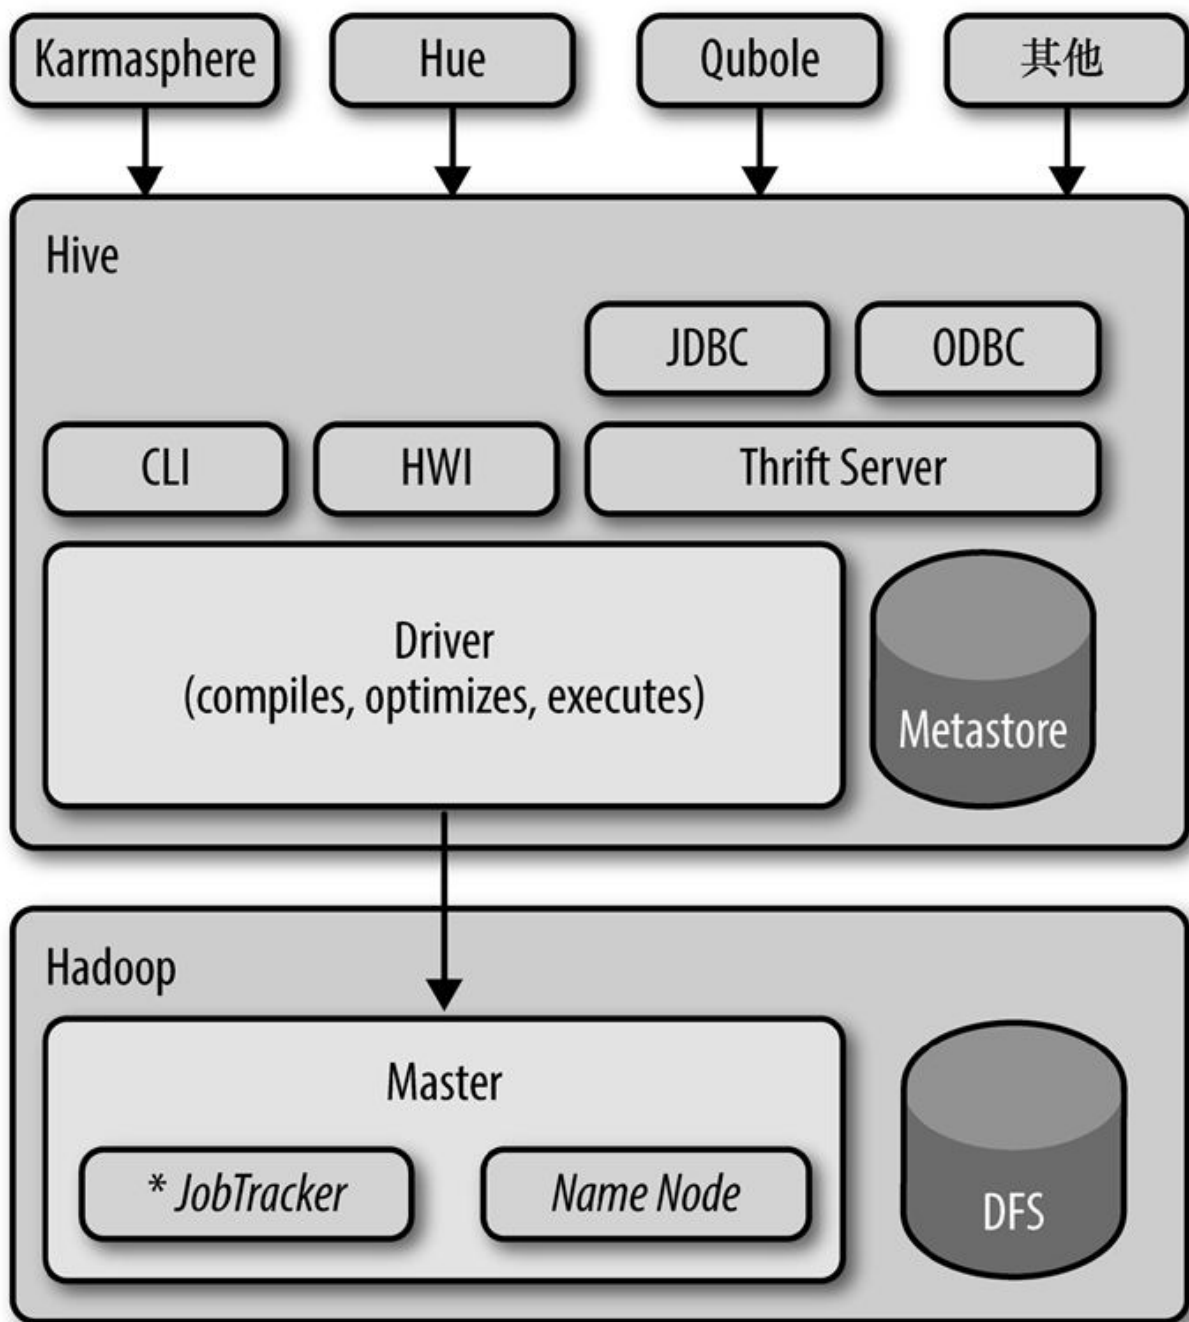 Karmasphere
Hue
Qubole
其他
Hive
JDBC
ODBC
CLI
HWI
Thrift Server
Driver
(compiles, optimizes, executes)
Metastore
Hadoop
Master
* JobTracker
Name Node
DFS